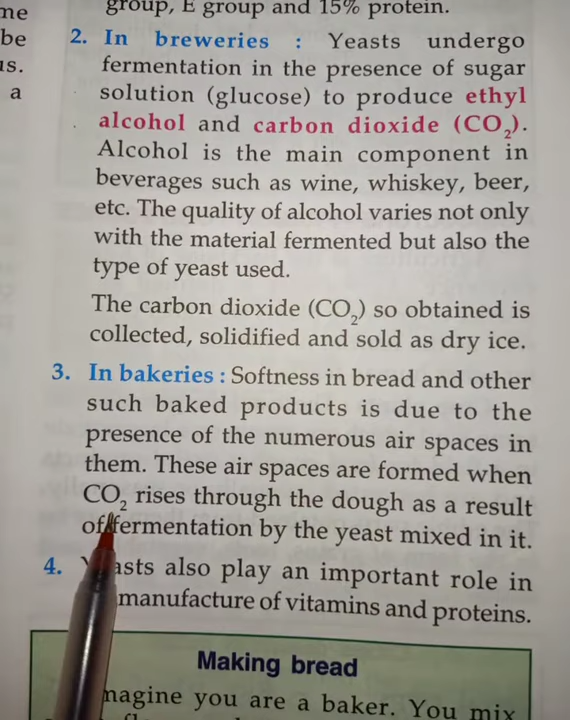 group, E group and 15% protein.
me
be
us.
a
2. In breweries : Yeasts undergo
fermentation in the presence of sugar
solution (glucose) to produce ethyl
alcohol and carbon dioxide (CO₂).
Alcohol is the main component in
beverages such as wine, whiskey, beer,
etc. The quality of alcohol varies not only
with the material fermented but also the
type of yeast used.
The carbon dioxide (CO₂) so obtained is
collected, solidified and sold as dry ice.
3. In bakeries : Softness in bread and other
such baked products is due to the
presence of the numerous air spaces in
them. These air spaces are formed when
CO₂ rises through the dough as a result
of fermentation by the yeast mixed in it.
4. Yeasts also play an important role in
manufacture of vitamins and proteins.
Making bread
magine you are a baker. You mix